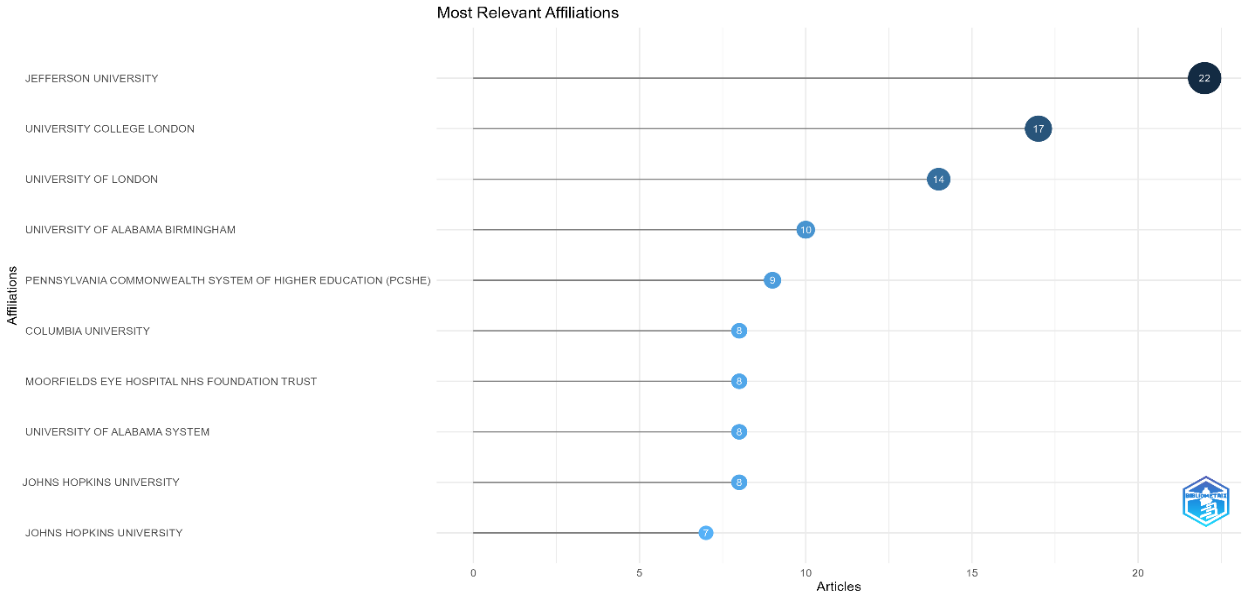 Most Relevant Affiliations
JEFFERSON UNIVERSITY
22
UNIVERSITY COLLEGE LONDON
17
UNIVERSITY OF LONDON
14
UNIVERSITY OF ALABAMA BIRMINGHAM
10
PENNSYLVANIA COMMONWEALTH SYSTEM OF HIGHER EDUCATION (PCSHE)
9
COLUMBIA UNIVERSITY
8
MOORFIELDS EYE HOSPITAL NHS FOUNDATION TRUST
8
UNIVERSITY OF ALABAMA SYSTEM
8
JOHNS HOPKINS UNIVERSITY
8
JOHNS HOPKINS UNIVERSITY
7
Affiliations
0 5 10 15 20
Articles
BIBLIOMETRIX